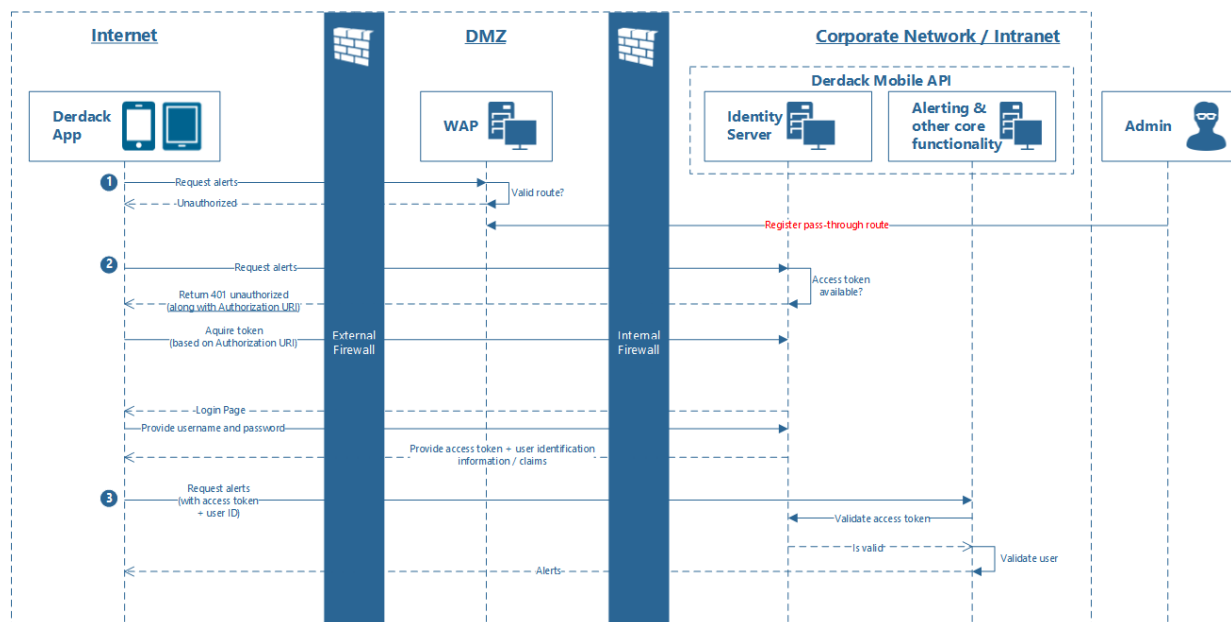 Internet
DMZ
Corporate Network / Intranet
Derdack Mobile API
Derdack
App
WAP
Identity
Server
Alerting &
other core
functionality
Admin
1
Request alerts
Valid route?
Unauthorized
Register pass-through route
2
Request alerts
Access token
available?
Return 401 unauthorized
(along with Authorization URI)
Aquire token
(based on Authorization URI)
External
Firewall
Internal
Firewall
Login Page
Provide username and password
Provide access token + user identification
information / claims
3
Request alerts
(with access token
+ user ID)
Validate access token
Is valid
Validate user
Alerts